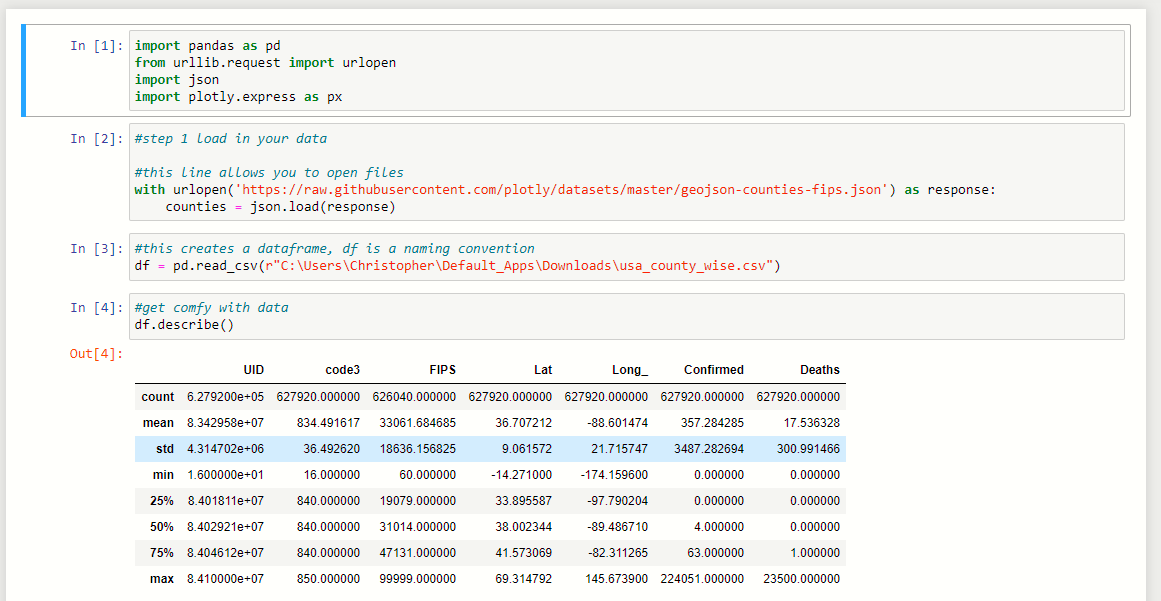 In [1]: import pandas as pd
from urllib.request import urlopen
import json
import plotly.express as px
In [2]: #step 1 load in your data
#this line allows you to open files
with urlopen('https://raw.githubusercontent.com/plotly/datasets/master/geojson-counties-fips.json') as response:
    counties = json.load(response)
In [3]: #this creates a dataframe, df is a naming convention
df = pd.read_csv(r"C:\Users\Christopher\Default_Apps\Downloads\usa_county_wise.csv")
In [4]: #get comfy with data
df.describe()
Out[4]:
UID code3 FIPS Lat Long_ Confirmed Deaths
count 6.279200e+05 627920.000000 626040.000000 627920.000000 627920.000000 627920.000000 627920.000000
mean 8.342958e+07 834.491617 33061.684685 36.707212 -88.601474 357.284285 17.536328
std 4.314702e+06 36.492620 18636.156825 9.061572 21.715747 3487.282694 300.991466
min 1.600000e+01 16.000000 60.000000 -14.271000 -174.159600 0.000000 0.000000
25% 8.401811e+07 840.000000 19079.000000 33.895587 -97.790204 0.000000 0.000000
50% 8.402921e+07 840.000000 31014.000000 38.002344 -89.486710 4.000000 0.000000
75% 8.404612e+07 840.000000 47131.000000 41.573069 -82.311265 63.000000 1.000000
max 8.410000e+07 850.000000 99999.000000 69.314792 145.673900 224051.000000 23500.000000